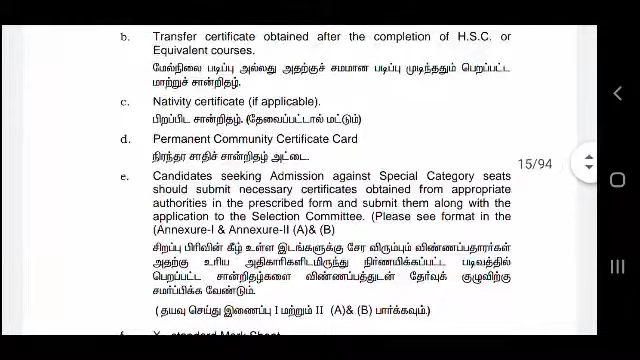 b. Transfer certificate obtained after the completion of H.S.C. or
Equivalent courses.
மேல்நிலை படிப்பு அல்லது அதற்குச் சமமான படிப்பு முடிந்ததும் பெறப்பட்ட
மாற்றுச் சான்றிதழ்.
c. Nativity certificate (if applicable).
பிறப்பிட சான்றிதழ். (தேவைப்பட்டால் மட்டும்)
d. Permanent Community Certificate Card
நிரந்தர சாதிச் சான்றிதழ் அட்டை.
15/94
e. Candidates seeking Admission against Special Category seats
should submit necessary certificates obtained from appropriate
authorities in the prescribed form and submit them along with the
application to the Selection Committee. (Please see format in the
(Annexure-I & Annexure-II (A)& (B)
சிறப்பு பிரிவின் கீழ் உள்ள இடங்களுக்கு சேர விரும்பும் விண்ணப்பதாரர்கள்
அதற்கு உரிய அதிகாரிகளிடமிருந்து நிர்ணயிக்கப்பட்ட படிவத்தில்
பெறப்பட்ட சான்றிதழ்களை விண்ணப்பத்துடன் தேர்வுக் குழுவிற்கு
சமர்ப்பிக்க வேண்டும்.
(தயவு செய்து இணைப்பு I மற்றும் II (A)& (B) பார்க்கவும்.)
f. X - standard Mark Sheet